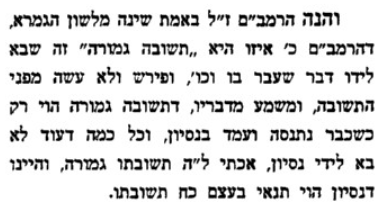 והנה הרמב״ם ז״ל באמת שינה מלשון הגמרא,
דהרמב״ם כ׳ איזו היא „תשובה גמורה״ זה שבא
לידו דבר שעבר בו וכו׳, ופירש ולא עשה מפני
התשובה, ומשמע מדבריו, דתשובה גמורה הוי רק
כשכבר נתנסה ועמד בנסיון, וכל כמה דעוד לא
בא לידי נסיון, אכתי ל״ה תשובתו גמורה, והיינו
דנסיון הוי תנאי בעצם כח תשובתו.